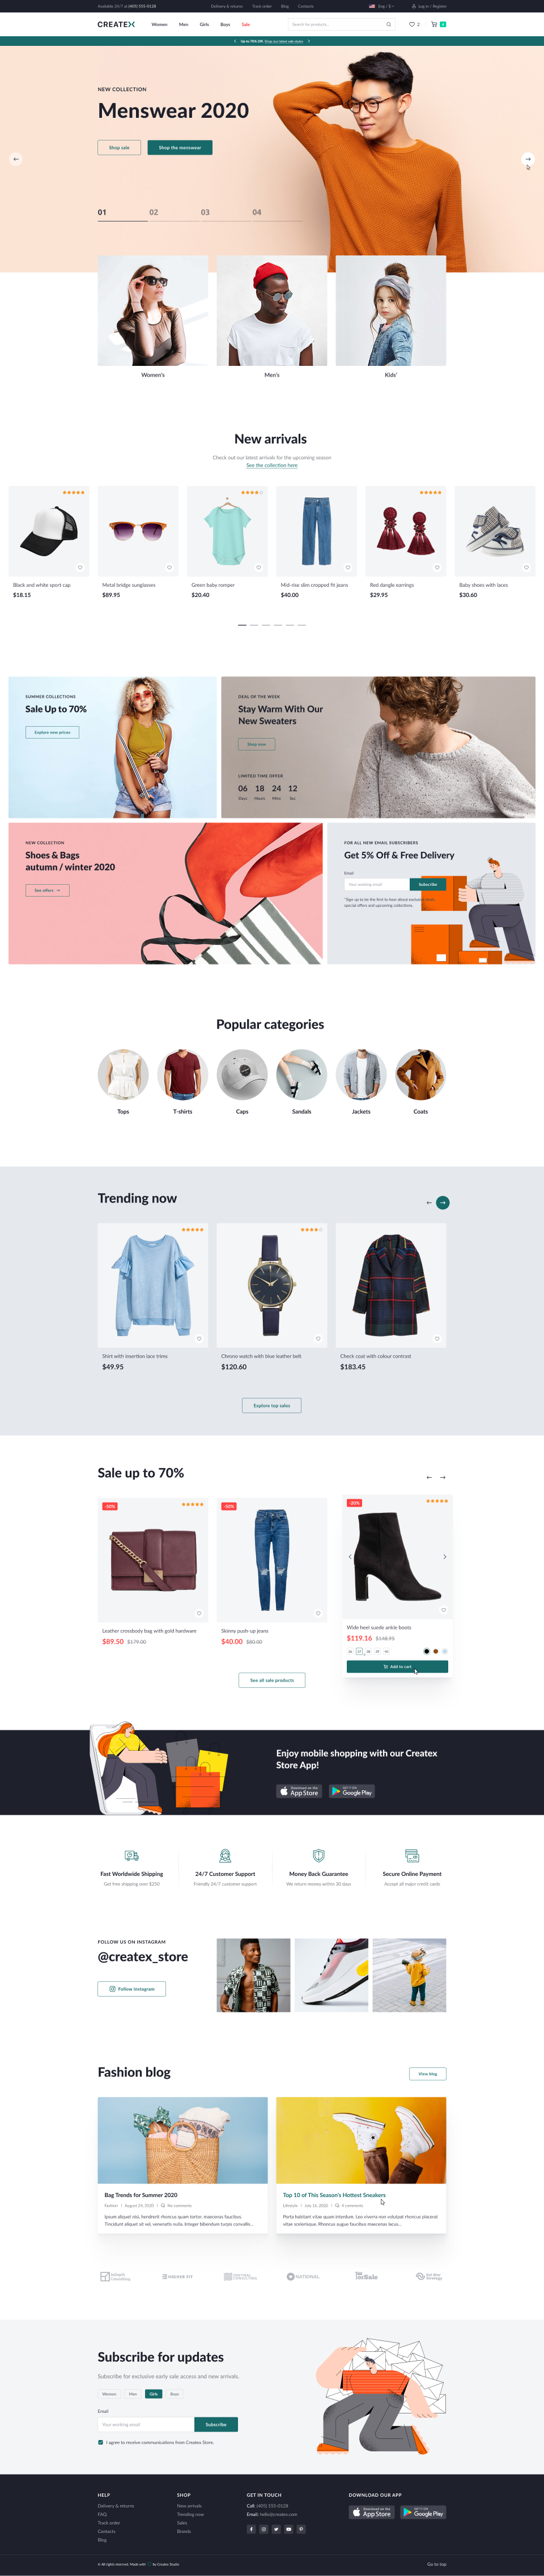 Available 24/7 at (405) 555-0128
Delivery & returns
Track order
Blog
Contacts
Eng / $
Log in / Register
CREATEX
Women
Men
Girls
Boys
Sale
Search for products...
2
4
Up to 70% Off. Shop our latest sale styles
NEW COLLECTION
Menswear 2020
Shop sale
Shop the menswear
01
02
03
04
Women's
Men's
Kids'
New arrivals
Check out our latest arrivals for the upcoming season
See the collection here
Black and white sport cap
$18.15
Metal bridge sunglasses
$89.95
Green baby romper
$20.40
Mid-rise slim cropped fit jeans
$40.00
Red dangle earrings
$29.95
Baby shoes with laces
$30.60
SUMMER COLLECTIONS
Sale Up to 70%
Explore new prices
DEAL OF THE WEEK
Stay Warm With Our
New Sweaters
Shop now
LIMITED TIME OFFER
06 18 24 12
Days Hours Mins Sec
NEW COLLECTION
Shoes & Bags
autumn / winter 2020
See offers
FOR ALL NEW EMAIL SUBSCRIBERS
Get 5% Off & Free Delivery
Email
Your working email
Subscribe
*Sign up to be the first to hear about exclusive deals,
special offers and upcoming collections.
Popular categories
Tops
T-shirts
Caps
Sandals
Jackets
Coats
Trending now
Shirt with insertion lace trims
$49.95
Chrono watch with blue leather belt
$120.60
Check coat with colour contrast
$183.45
Explore top sales
Sale up to 70%
-50%
Leather crossbody bag with gold hardware
$89.50 $179.00
-50%
Skinny push-up jeans
$40.00 $80.00
-20%
Wide heel suede ankle boots
$119.16 $148.95
36 37 38 39 40
Add to cart
See all sale products
Enjoy mobile shopping with our Createx
Store App!
Download on the
App Store
GET IT ON
Google Play
Fast Worldwide Shipping
Get free shipping over $250
24/7 Customer Support
Friendly 24/7 customer support
Money Back Guarantee
We return money within 30 days
Secure Online Payment
Accept all major credit cards
FOLLOW US ON INSTAGRAM
@createx_store
Follow instagram
Fashion blog
View blog
Bag Trends for Summer 2020
Fashion
August 24, 2020
No comments
Ipsum aliquet nisi, hendrerit rhoncus quam tortor, maecenas faucibus.
Tincidunt aliquet sit vel, venenatis nulla. Integer bibendum turpis convallis...
Top 10 of This Season's Hottest Sneakers
Lifestyle
July 16, 2020
4 comments
Porta habitant vitae quam interdum. Leo viverra non volutpat rhoncus placerat
vitae scelerisque. Rhoncus augue faucibus maecenas lacus...
NATIONAL
Subscribe for updates
Subscribe for exclusive early sale access and new arrivals.
Women
Men
Girls
Boys
Email
Your working email
Subscribe
I agree to receive communications from Createx Store.
HELP
Delivery & returns
FAQ
Track order
Contacts
Blog
SHOP
New arrivals
Trending now
Sales
Brands
GET IN TOUCH
Call: (405) 555-0128
Email: hello@createx.com
DOWNLOAD OUR APP
Download on the
App Store
GET IT ON
Google Play
© All rights reserved. Made with
by Createx Studio
Go to top